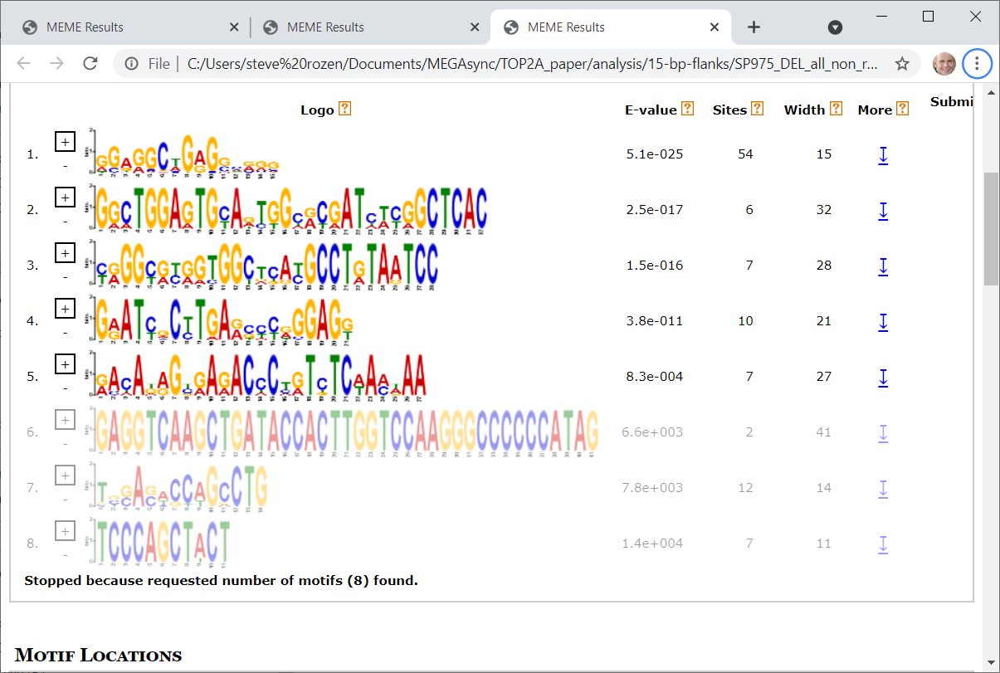 MEME Results
MEME Results
MEME Results
File | C:/Users/steve%20rozen/Documents/MEGAsync/TOP2A_paper/analysis/15-bp-flanks/SP975_DEL_all_non_r...
Logo ? E-value ? Sites ? Width ? More ? Submi
1. + - 5.1e-025 54 15
2. + - 2.5e-017 6 32
3. + - 1.5e-016 7 28
4. + - 3.8e-011 10 21
5. + - 8.3e-004 7 27
6. + - GAGGTCAAGCTGATACCACTTGGTCCAAGGGCCCCCCATAG 6.6e+003 2 41
7. + - 7.8e+003 12 14
8. + - 1.4e+004 7 11
Stopped because requested number of motifs (8) found.
MOTIF LOCATIONS